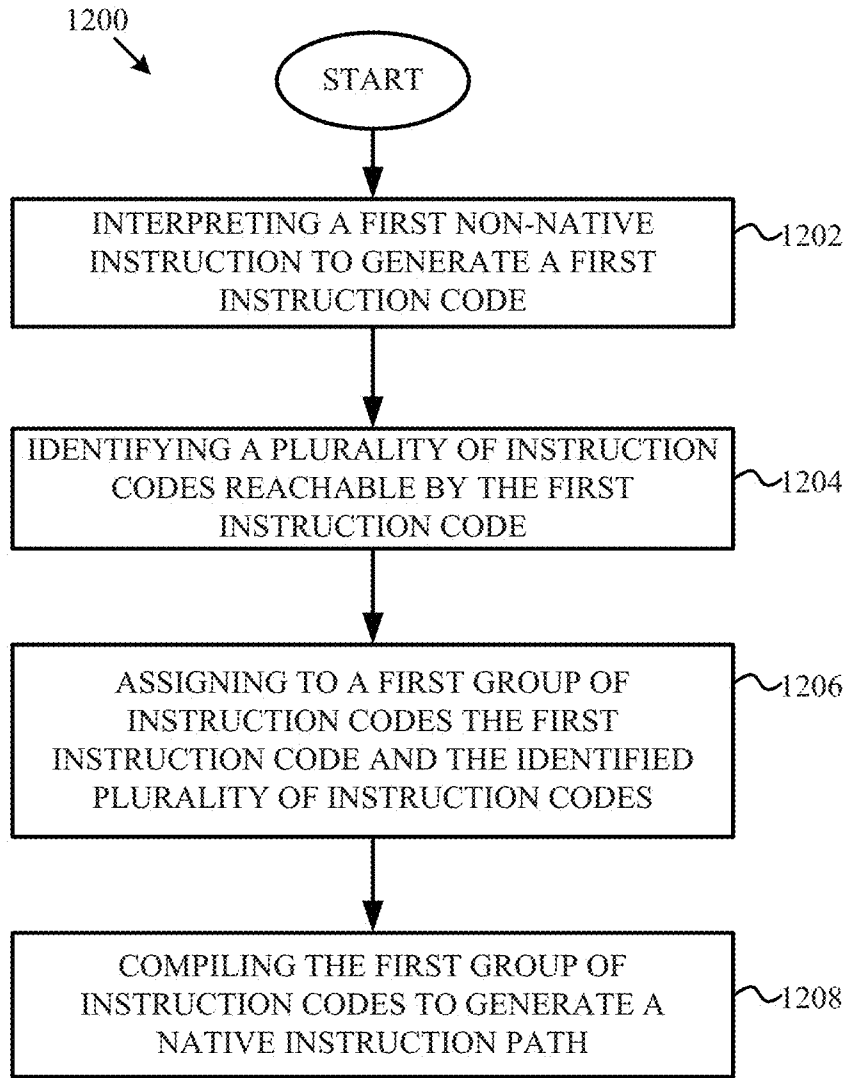 1200
START
INTERPRETING A FIRST NON-NATIVE
INSTRUCTION TO GENERATE A FIRST
INSTRUCTION CODE
1202
IDENTIFYING A PLURALITY OF INSTRUCTION
CODES REACHABLE BY THE FIRST
INSTRUCTION CODE
1204
ASSIGNING TO A FIRST GROUP OF
INSTRUCTION CODES THE FIRST
INSTRUCTION CODE AND THE IDENTIFIED
PLURALITY OF INSTRUCTION CODES
1206
COMPILING THE FIRST GROUP OF
INSTRUCTION CODES TO GENERATE A
NATIVE INSTRUCTION PATH
1208